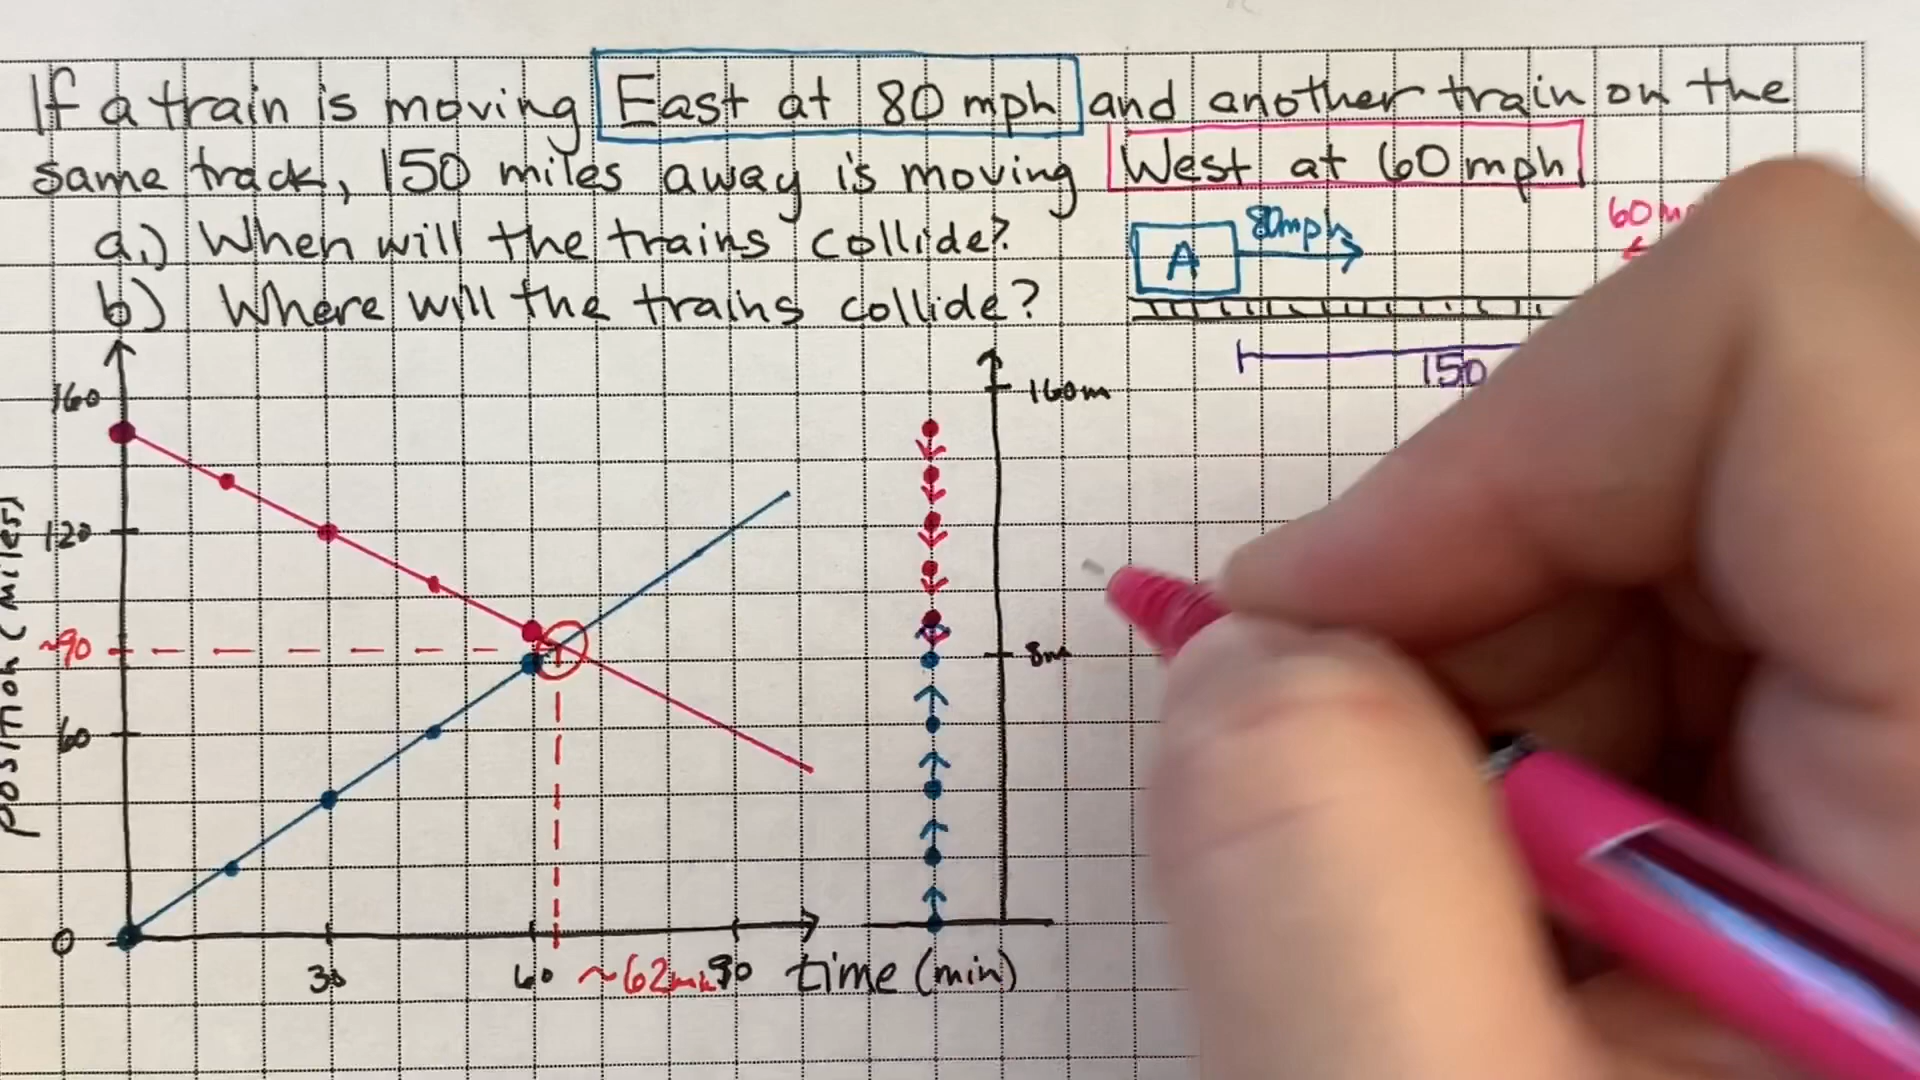 If a train is moving East at 80 mph and another train on the
same track, 150 miles away is moving West at 60 mph
a.) When will the trains collide?
b) Where will the trains collide?
80mph
60
A
150
160
120
~90
60
0
position (miles)
30
60
~62min
90
time (min)
160m